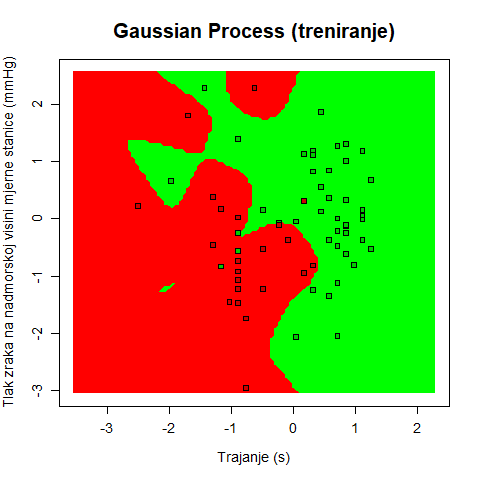 Gaussian Process (treniranje)
Tlak zraka na nadmorskoj visini mjerne stanice (mmHg)
2
1
0
-1
-2
-3
-3 -2 -1 0 1 2
Trajanje (s)